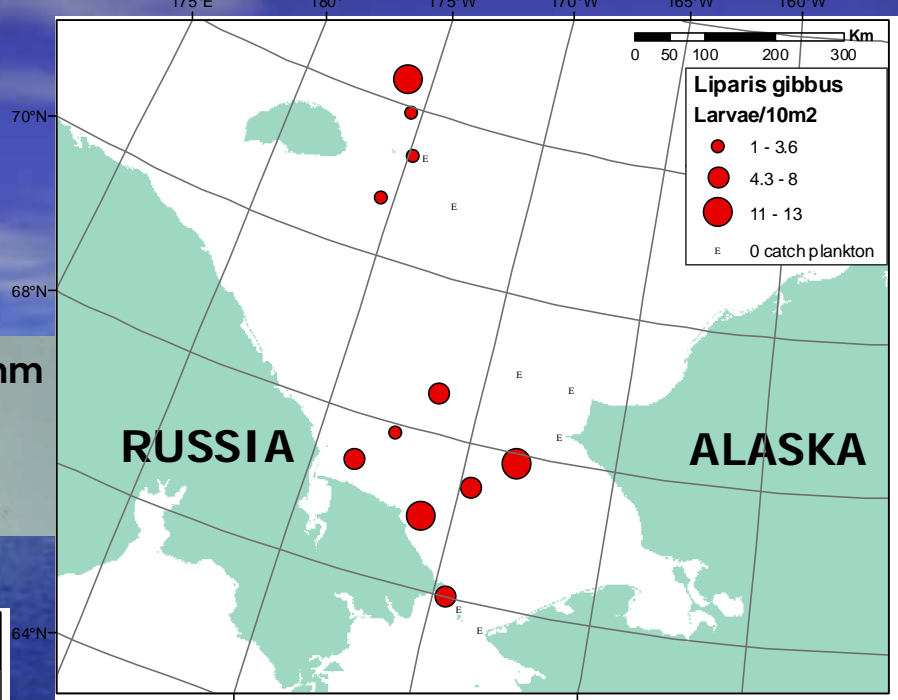 175°E 180° 175°W 170°W 165°W 160°W
Km
0 50 100 200 300
Liparis gibbus
Larvae/10m2
1 - 3.6
4.3 - 8
11 - 13
E 0 catch plankton
70°N
E
E
68°N
E
E
E
RUSSIA
ALASKA
E
E
64°N